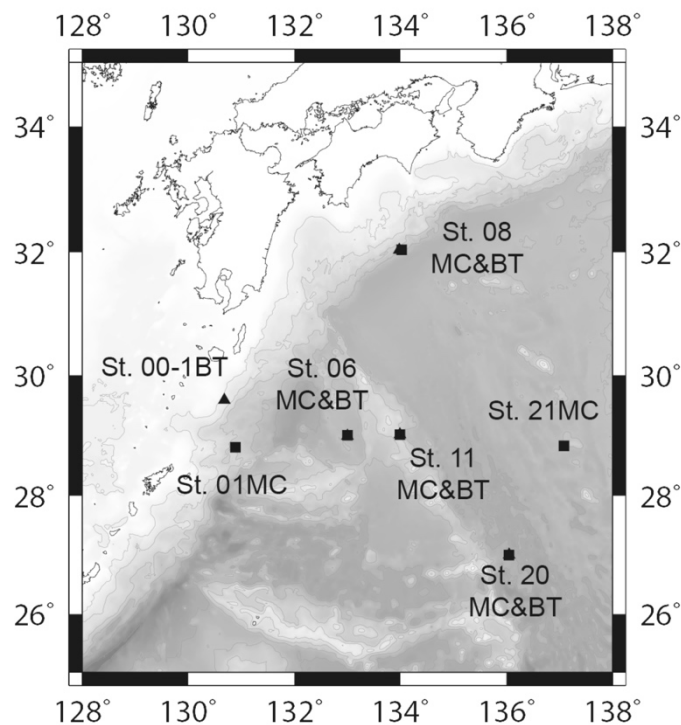 128° 130° 132° 134° 136° 138°
34° 34°
St. 08
MC&BT
32° 32°
St. 00-1BT
St. 06
MC&BT
30° 30°
St. 21MC
St. 11
MC&BT
St. 01MC
28° 28°
St. 20
MC&BT
26° 26°
128° 130° 132° 134° 136° 138°